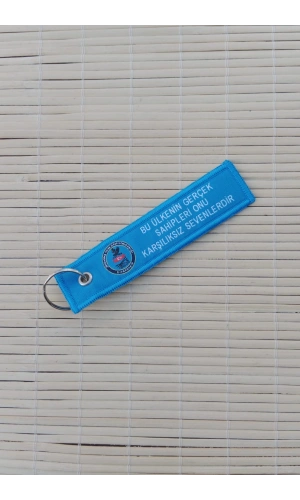 BU ÜLKENİN GERÇEK
SAHİPLERİ ONU
KARŞILIKSIZ SEVENLERDİR